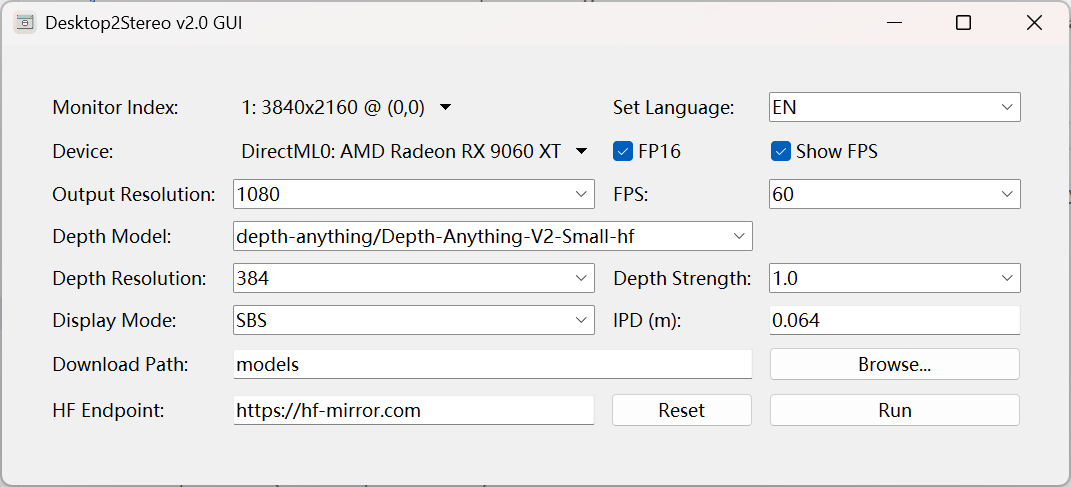 Desktop2Stereo v2.0 GUI
Monitor Index: 1: 3840x2160 @ (0,0) Set Language: EN
Device: DirectML0: AMD Radeon RX 9060 XT FP16 Show FPS
Output Resolution: 1080 FPS: 60
Depth Model: depth-anything/Depth-Anything-V2-Small-hf
Depth Resolution: 384 Depth Strength: 1.0
Display Mode: SBS IPD (m): 0.064
Download Path: models Browse...
HF Endpoint: https://hf-mirror.com Reset Run